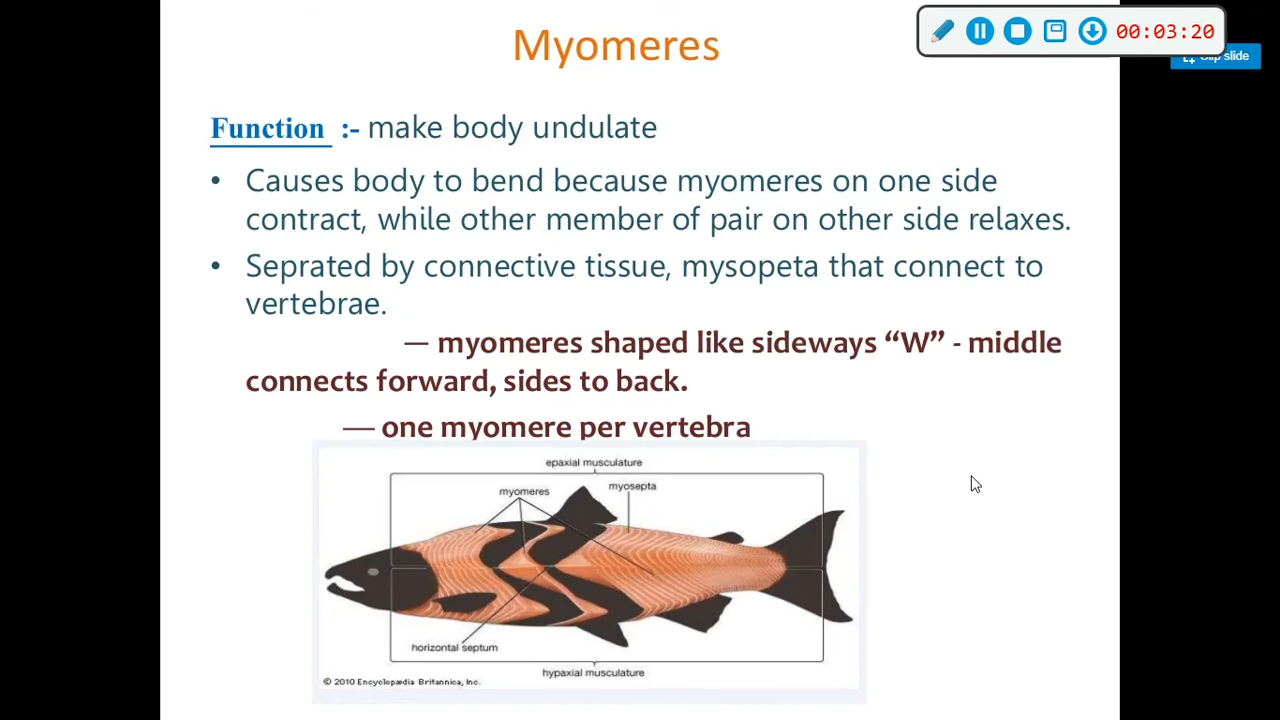 Myomeres
00:03:20
Clip slide
Function :- make body undulate
• Causes body to bend because myomeres on one side
contract, while other member of pair on other side relaxes.
• Seprated by connective tissue, mysopeta that connect to
vertebrae.
— myomeres shaped like sideways “W” - middle
connects forward, sides to back.
— one myomere per vertebra
epaxial musculature
myomeres
myosepta
horizontal septum
hypaxial musculature
© 2010 Encyclopædia Britannica, Inc.